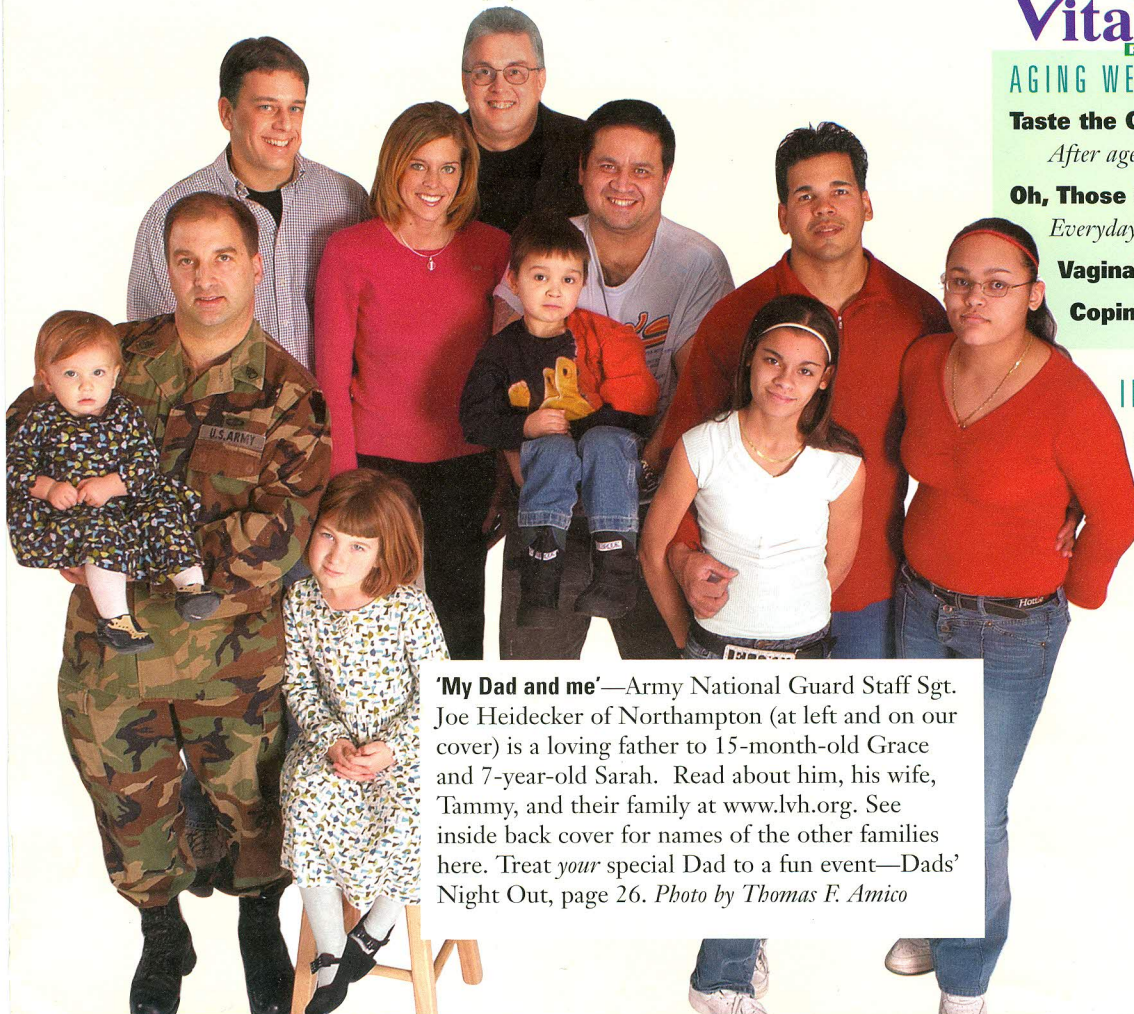 Vita
AGING WE
Taste the
After age
Oh, Those
Everyday
Vagina
Copin
U.S.ARMY
Hottie
'My Dad and me'—Army National Guard Staff Sgt.
Joe Heidecker of Northampton (at left and on our
cover) is a loving father to 15-month-old Grace
and 7-year-old Sarah.  Read about him, his wife,
Tammy, and their family at www.lvh.org. See
inside back cover for names of the other families
here. Treat your special Dad to a fun event—Dads'
Night Out, page 26. Photo by Thomas F. Amico